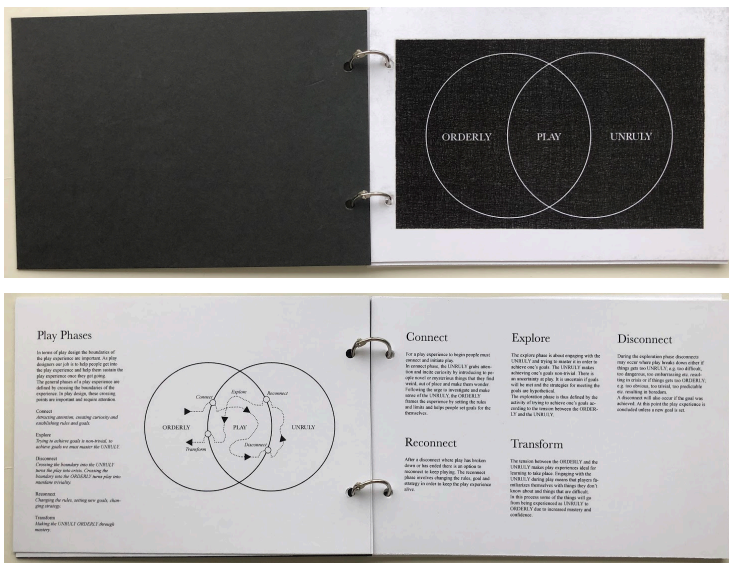 ORDERLY
PLAY
UNRULY
Play Phases
In terms of play design the boundaries of
the play experience are important. As play
designers our job is to help people get into
the play experience and help them sustain the
play experience once they get going.
The general phases of a play experience are
defined by crossing the boundaries of the
experience. In play design, these crossing
points are important and require attention
Connect
Attracting attention, creating curiosity and
establishing rules and goals.
Explore
Trying to achieve goals is non-trivial, to
achieve goals we must master the UNRULY.
Disconnect
Crossing the boundary into the UNRULY
turns the play into crisis. Crossing the
boundary into the ORDERLY turns play into
mundane triviality.
Reconnect
Changing the rules, setting new goals, chan-
ging strategy.
Transform
Making the UNRULY ORDERLY through
mastery.
Connect
Explore
Reconnect
ORDERLY
PLAY
UNRULY
Transform
Disconnect
Connect
For a play experience to begin people must
connect and initiate play.
In connect phase, the UNRULY grabs atten-
tion and incite curiosity by introducing to pe-
ople novel or mysterious things that they find
weird, out of place and make them wonder.
Following the urge to investigate and make
sense of the UNRULY, the ORDERLY
frames the experience by setting the rules
and limits and helps people set goals for the
themselves.
Explore
The explore phase is about engaging with the
UNRULY and trying to master it in order to
achieve one's goals. The UNRULY makes
achieving one's goals non-trivial. There is
an uncertainty at play. It is uncertain if goals
will be met and the strategies for meeting the
goals are hypothetical.
The exploration phase is thus defined by the
activity of trying to achieve one's goals ac-
cording to the tension between the ORDER-
LY and the UNRULY.
Disconnect
During the exploration phase disconnects
may occur where play breaks down either if
things gets too UNRULY, e.g. too difficult,
too dangerous, too embarrassing etc. resul-
ting in crisis or if things gets too ORDERLY,
e.g. too obvious, too trivial, too predictable
etc. resulting in boredom.
A disconnect will also occur if the goal was
achieved. At this point the play experience is
concluded unless a new goal is set.
Reconnect
After a disconnect where play has broken
down or has ended there is an option to
reconnect to keep playing. The reconnect
phase involves changing the rules, goal and
strategy in order to keep the play experience
alive.
Transform
The tension between the ORDERLY and the
UNRULY makes play experiences ideal for
learning to take place. Engaging with the
UNRULY during play means that players fa-
miliarizes themselves with things they don't
know about and things that are difficult.
In this process some of the things will go
from being experienced as UNRULY to
ORDERLY due to increased mastery and
confidence.